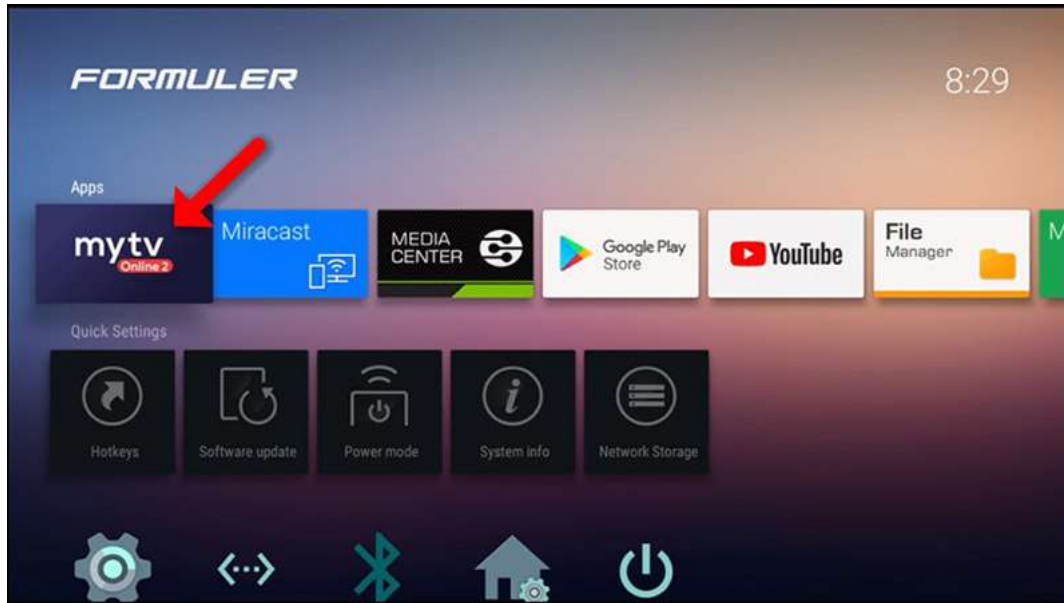 FORMULER
8:29
Apps
mytv
Online 2
Miracast
MEDIA
CENTER
Google Play
Store
YouTube
File
Manager
M
Quick Settings
Hotkeys
Software update
Power mode
System info
Network Storage